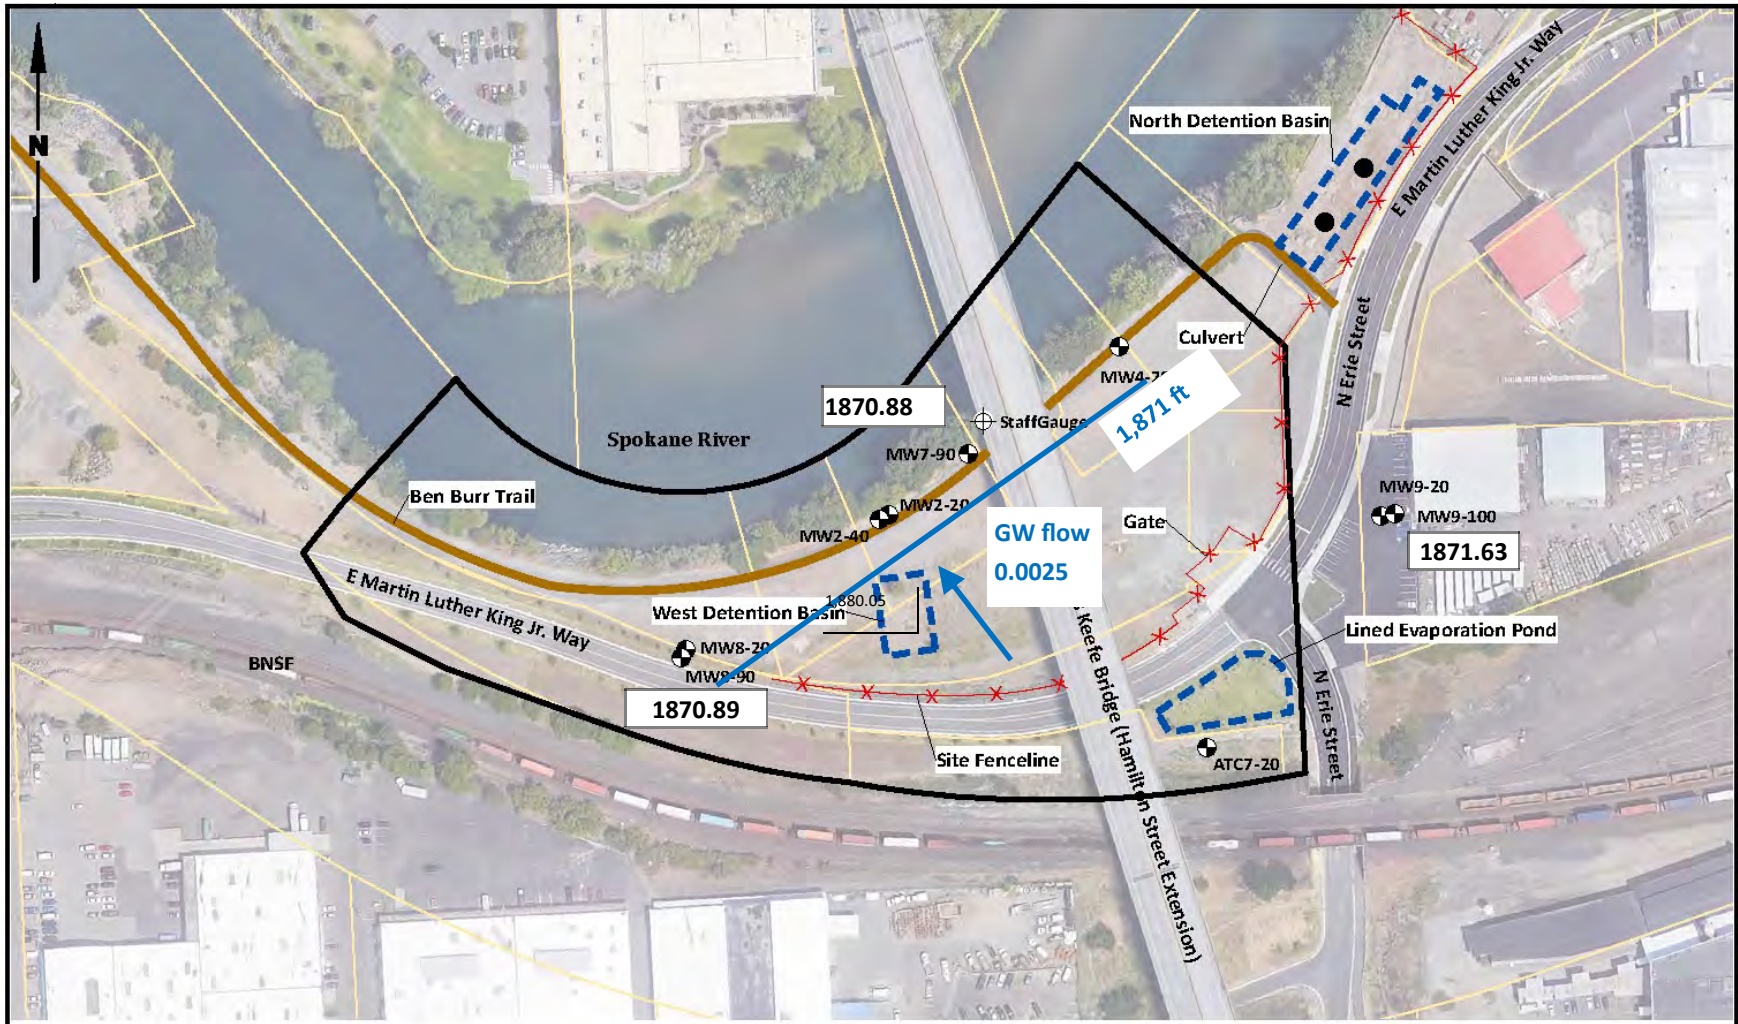 N
North Detention Basin
E Martin Luther King Jr. Way
Culvert
N Erie Street
1,871 ft
1870.88
StaffGauge
Spokane River
MW7-90
Ben Burr Trail
MW2-20
MW2-40
GW flow
0.0025
Gate
MW9-20
MW9-100
1871.63
E Martin Luther King Jr. Way
West Detention Basin
1,880.05
Keefe Bridge (Hamilton Street Extension)
Lined Evaporation Pond
BNSF
MW8-20
MW8-90
1870.89
N Erie Street
Site Fenceline
ATC7-20